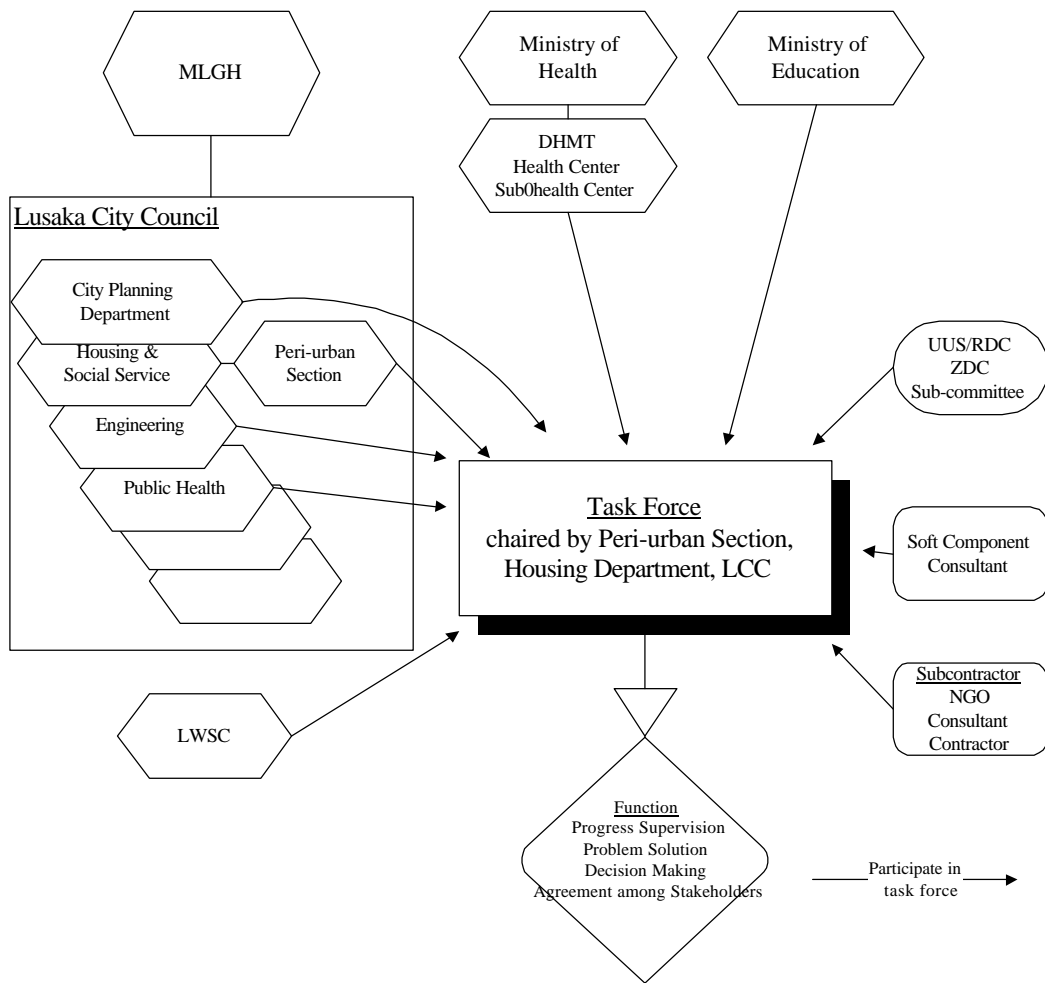 MLGH
Ministry of
Health
Ministry of
Education
DHMT
Health Center
Sub0health Center
Lusaka City Council
City Planning
Department
Housing &
Social Service
Peri-urban
Section
Engineering
Public Health
UUS/RDC
ZDC
Sub-committee
Task Force
chaired by Peri-urban Section,
Housing Department, LCC
Soft Component
Consultant
Subcontractor
NGO
Consultant
Contractor
LWSC
Function
Progress Supervision
Problem Solution
Decision Making
Agreement among Stakeholders
Participate in
task force